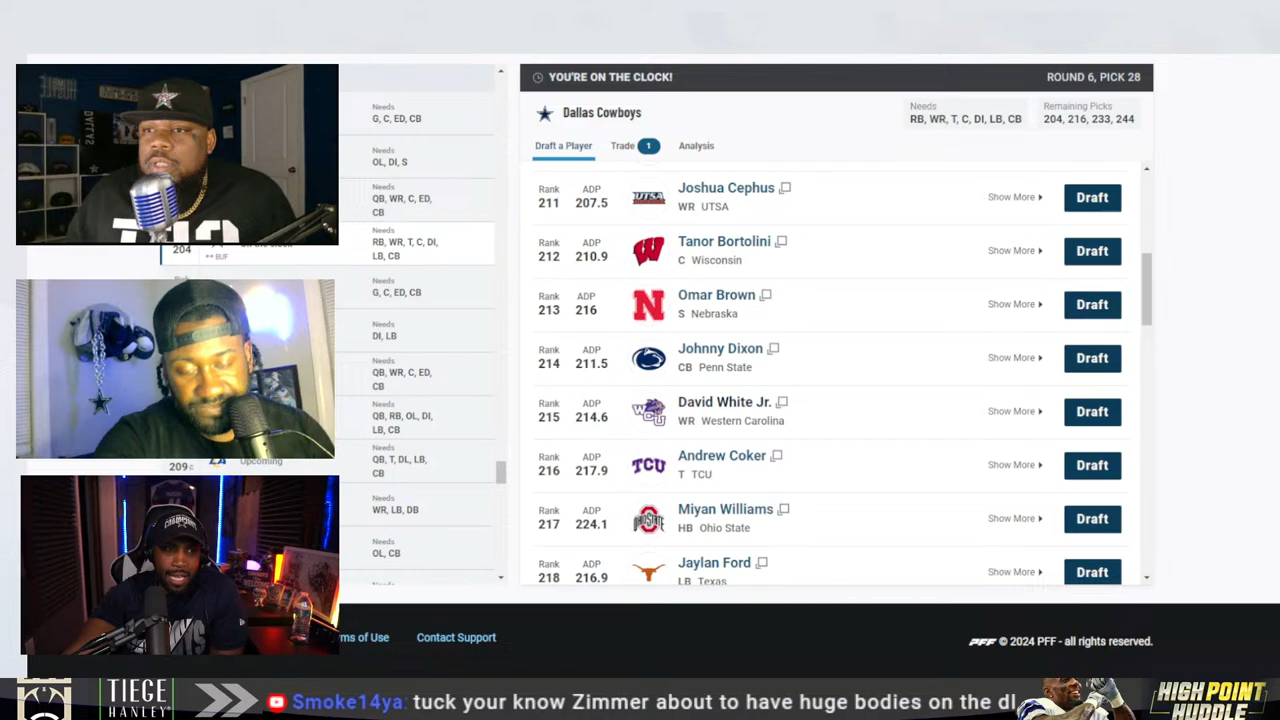 YOU'RE ON THE CLOCK!
ROUND 6, PICK 28
Dallas Cowboys
Needs
RB, WR, T, C, DI, LB, CB
Remaining Picks
204, 216, 233, 244
Draft a Player
Trade 1
Analysis
Rank
211
ADP
207.5
UTSA
Joshua Cephus
WR UTSA
Show More
Draft
Rank
212
ADP
210.9
Tanor Bortolini
C Wisconsin
Show More
Draft
Rank
213
ADP
216
N
Omar Brown
S Nebraska
Show More
Draft
Rank
214
ADP
211.5
Johnny Dixon
CB Penn State
Show More
Draft
Rank
215
ADP
214.6
WCU
David White Jr.
WR Western Carolina
Show More
Draft
Rank
216
ADP
217.9
TCU
Andrew Coker
T TCU
Show More
Draft
Rank
217
ADP
224.1
OHIO STATE
Miyan Williams
HB Ohio State
Show More
Draft
Rank
218
ADP
216.9
Jaylan Ford
LB Texas
Show More
Draft
Needs
G, C, ED, CB
Needs
OL, DI, S
Needs
QB, WR, C, ED,
CB
204
BUF
Needs
RB, WR, T, C, DI,
LB, CB
Needs
G, C, ED, CB
Needs
DI, LB
Needs
QB, WR, C, ED,
CB
Needs
QB, RB, OL, DI,
LB, CB
209
Upcoming
Needs
QB, T, DL, LB,
CB
Needs
WR, LB, DB
Needs
OL, CB
ms of Use
Contact Support
PFF © 2024 PFF - all rights reserved.
TIEGE
HANLEY
Smoke14ya: tuck your know Zimmer about to have huge bodies on the dl
HIGH POINT
HUDDLE